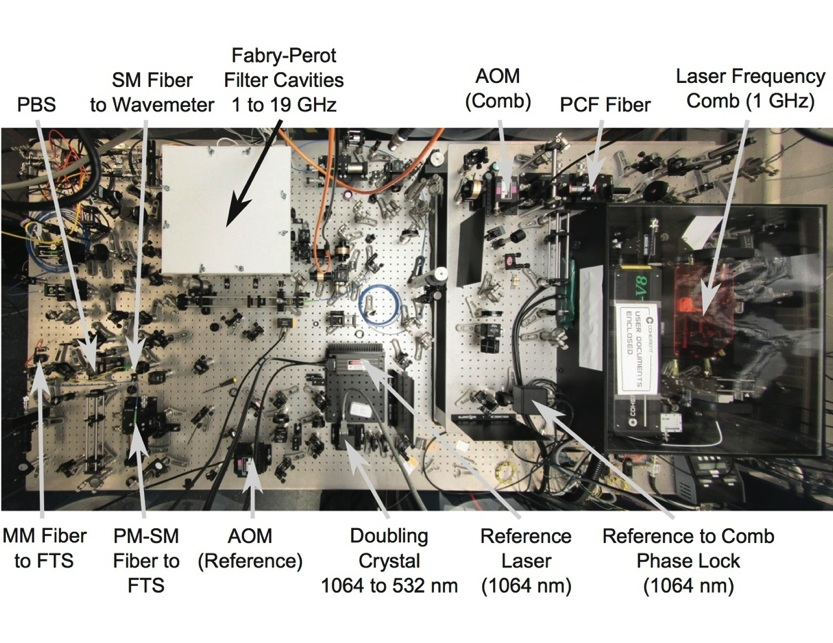 Fabry-Perot
Filter Cavities
1 to 19 GHz
SM Fiber
to Wavemeter
PBS
AOM
(Comb)
PCF Fiber
Laser Frequency
Comb (1 GHz)
V8
COHERENT
USER DOCUMENTS
ENCLOSED
MM Fiber
to FTS
PM-SM
Fiber to
FTS
AOM
(Reference)
Doubling
Crystal
1064 to 532 nm
Reference
Laser
(1064 nm)
Reference to Comb
Phase Lock
(1064 nm)